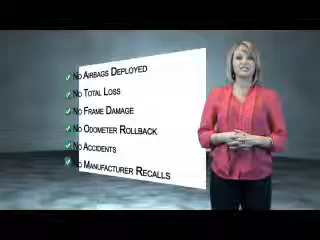 No Airbags Deployed
No Total Loss
No Frame Damage
No Odometer Rollback
No Accidents
No Manufacturer Recalls